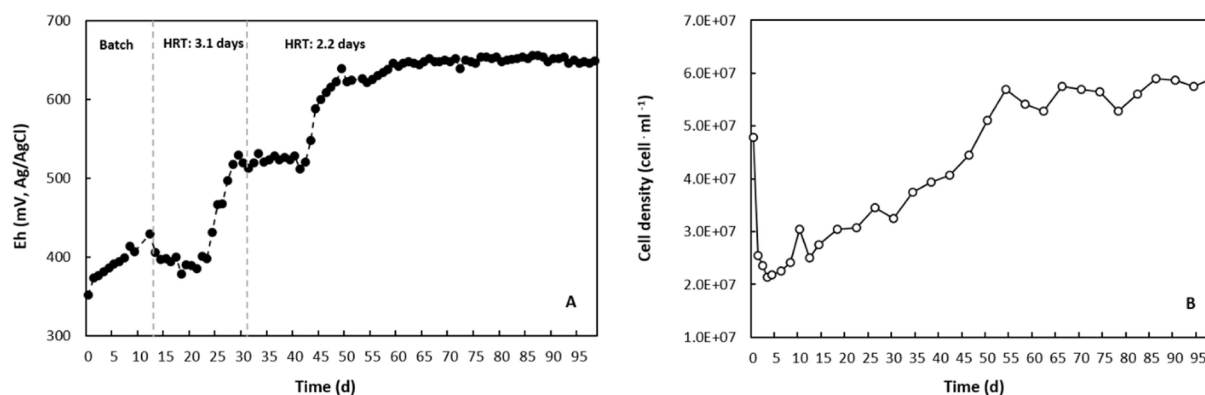 700
600
500
400
300
Eh (mV, Ag/AgCl)
Batch
HRT: 3.1 days
HRT: 2.2 days
A
0 5 10 15 20 25 30 35 40 45 50 55 60 65 70 75 80 85 90 95
Time (d)
7.0E+07
6.0E+07
5.0E+07
4.0E+07
3.0E+07
2.0E+07
1.0E+07
Cell density (cell · ml ⁻¹)
B
0 5 10 15 20 25 30 35 40 45 50 55 60 65 70 75 80 85 90 95
Time (d)